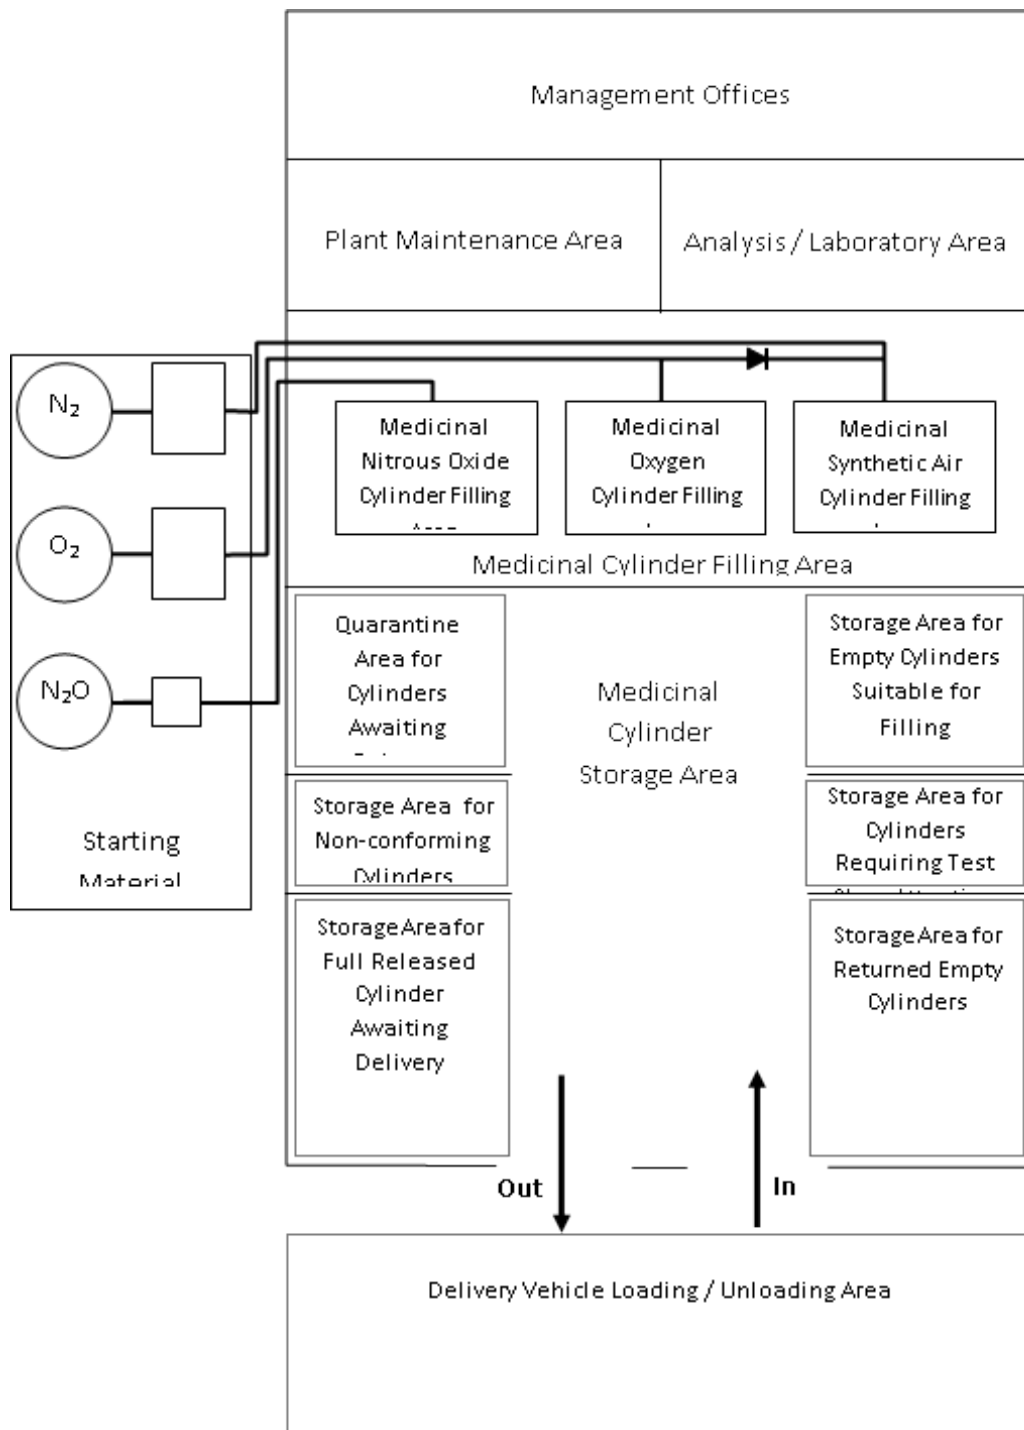 Management Offices
Plant Maintenance Area
Analysis / Laboratory Area
N₂
O₂
N₂O
Starting
Material
Medicinal
Nitrous Oxide
Cylinder Filling
Medicinal
Oxygen
Cylinder Filling
Medicinal
Synthetic Air
Cylinder Filling
Medicinal Cylinder Filling Area
Quarantine
Area for
Cylinders
Awaiting
Medicinal
Cylinder
Storage Area
Storage Area for
Empty Cylinders
Suitable for
Filling
Storage Area for
Non-conforming
Cylinders
Storage Area for
Cylinders
Requiring Test
Storage Area for
Full Released
Cylinder
Awaiting
Delivery
Storage Area for
Returned Empty
Cylinders
Out
In
Delivery Vehicle Loading / Unloading Area